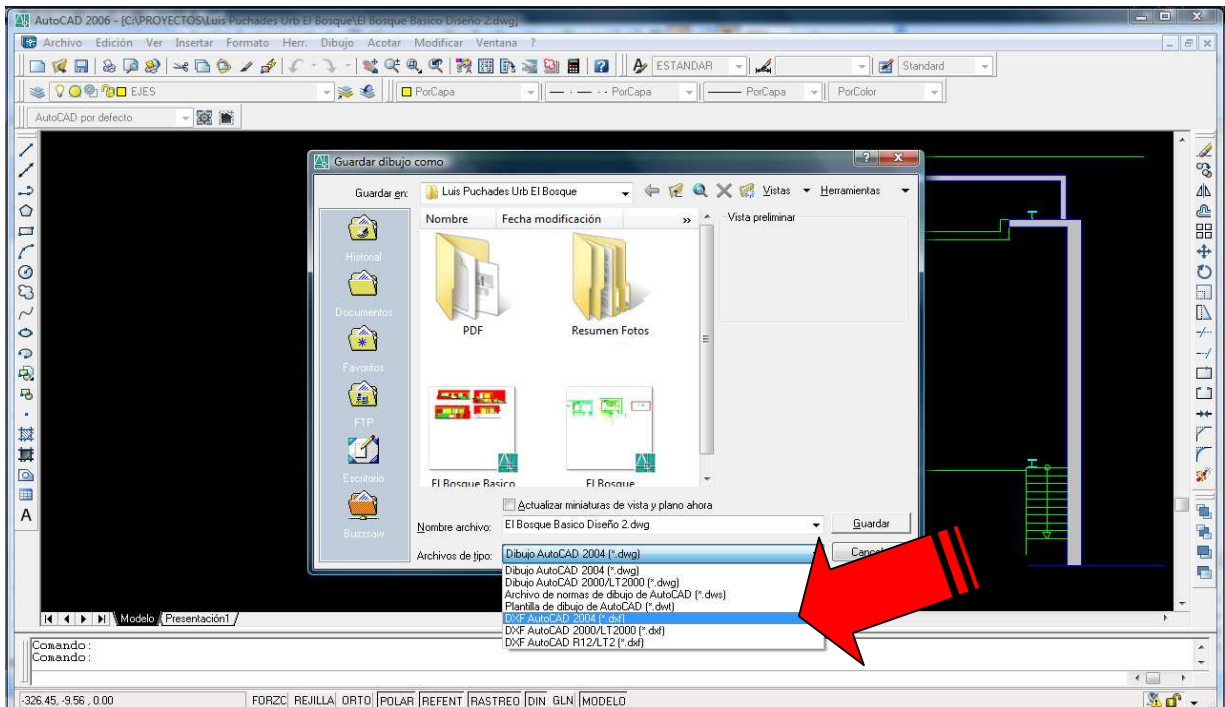 AutoCAD 2006 - [C:\PROYECTOS\Luis Puchades Urb El Bosque\El Bosque Basico Diseño 2.dwg]
Archivo Edición Ver Insertar Formato Herr. Dibujo Acotar Modificar Ventana ?
ESTANDAR Standard
EJES PorCapa PorCapa PorCapa PorColor
AutoCAD por defecto
Guardar dibujo como
Guardar en: Luis Puchades Urb El Bosque Vistas Herramientas
Nombre Fecha modificación » Vista preliminar
Historial
Documentos
Favoritos
FTP
Escritorio
Buzzsaw
PDF Resumen Fotos
El Bosque Basico El Bosque
Actualizar miniaturas de vista y plano ahora
Nombre archivo: El Bosque Basico Diseño 2.dwg Guardar
Archivos de tipo: Dibujo AutoCAD 2004 (*.dwg)
Dibujo AutoCAD 2004 (*.dwg)
Dibujo AutoCAD 2000/LT2000 (*.dwg)
Archivo de normas de dibujo de AutoCAD (*.dws)
Plantilla de dibujo de AutoCAD (*.dwt)
DXF AutoCAD 2004 (*.dxf)
DXF AutoCAD 2000/LT2000 (*.dxf)
DXF AutoCAD R12/LT2 (*.dxf)
A
Modelo Presentación1
Comando:
Comando:
-326.45, -9.56 , 0.00 FORZC REJILLA ORTO POLAR REFENT RASTREO DIN GLN MODELO